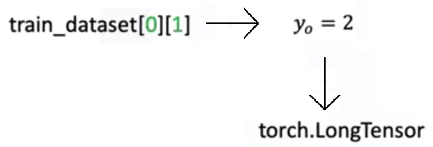 train_dataset[0][1]
yₒ = 2
torch.LongTensor